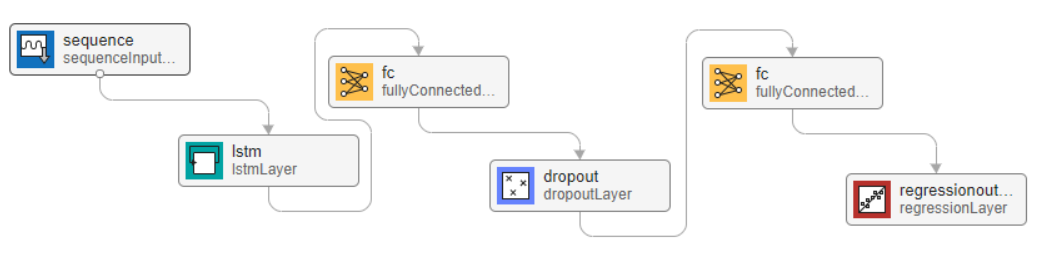 sequence
sequenceInput...
lstm
lstmLayer
fc
fullyConnected...
dropout
dropoutLayer
fc
fullyConnected...
regressionout...
regressionLayer